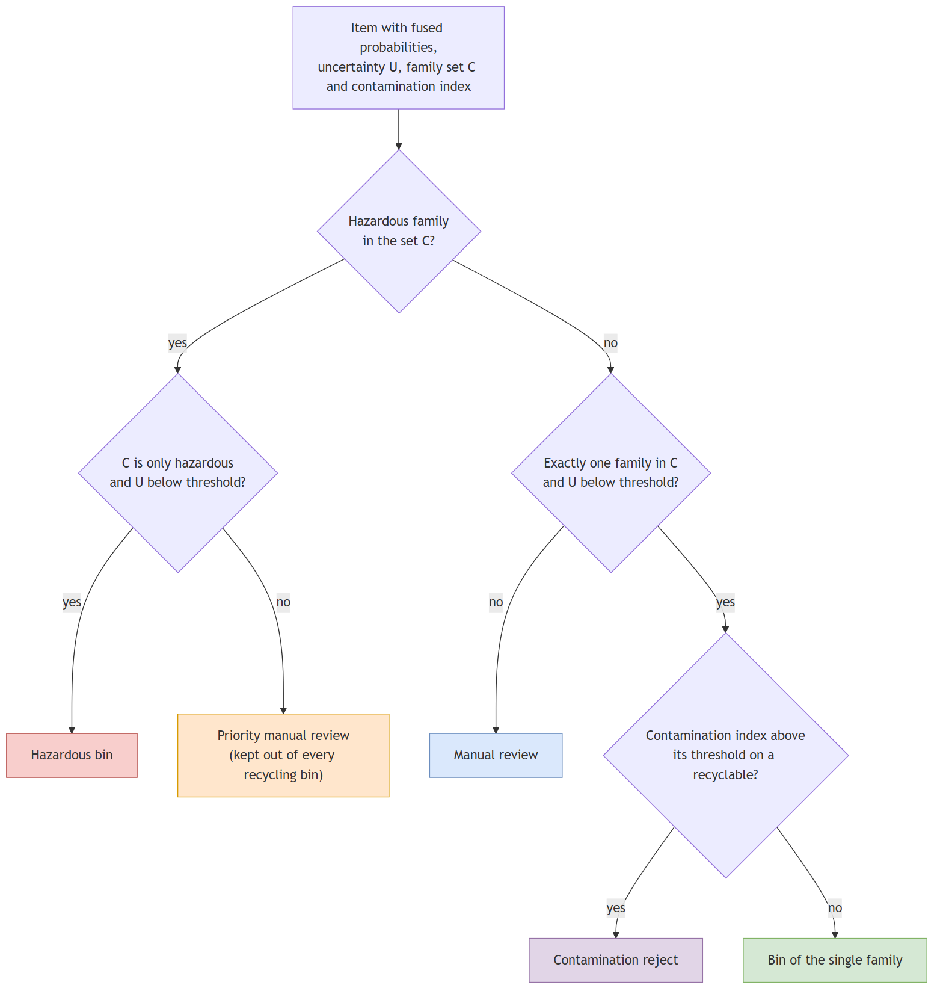 Item with fused
probabilities,
uncertainty U, family set C
and contamination index
Hazardous family
in the set C?
yes
no
C is only hazardous
and U below threshold?
Exactly one family in C
and U below threshold?
yes
no
no
yes
Hazardous bin
Priority manual review
(kept out of every
recycling bin)
Manual review
Contamination index above
its threshold on a
recyclable?
yes
no
Contamination reject
Bin of the single family